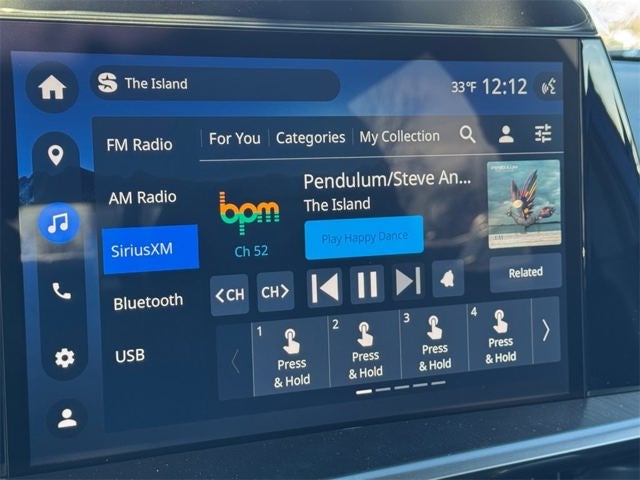 The Island
33°F 12:12
FM Radio
For You
Categories
My Collection
AM Radio
Pendulum/Steve An...
The Island
bpm
Ch 52
Play Happy Dance
SiriusXM
Related
<CH
CH>
Bluetooth
1
Press
& Hold
2
Press
& Hold
3
Press
& Hold
4
Press
& Hold
USB